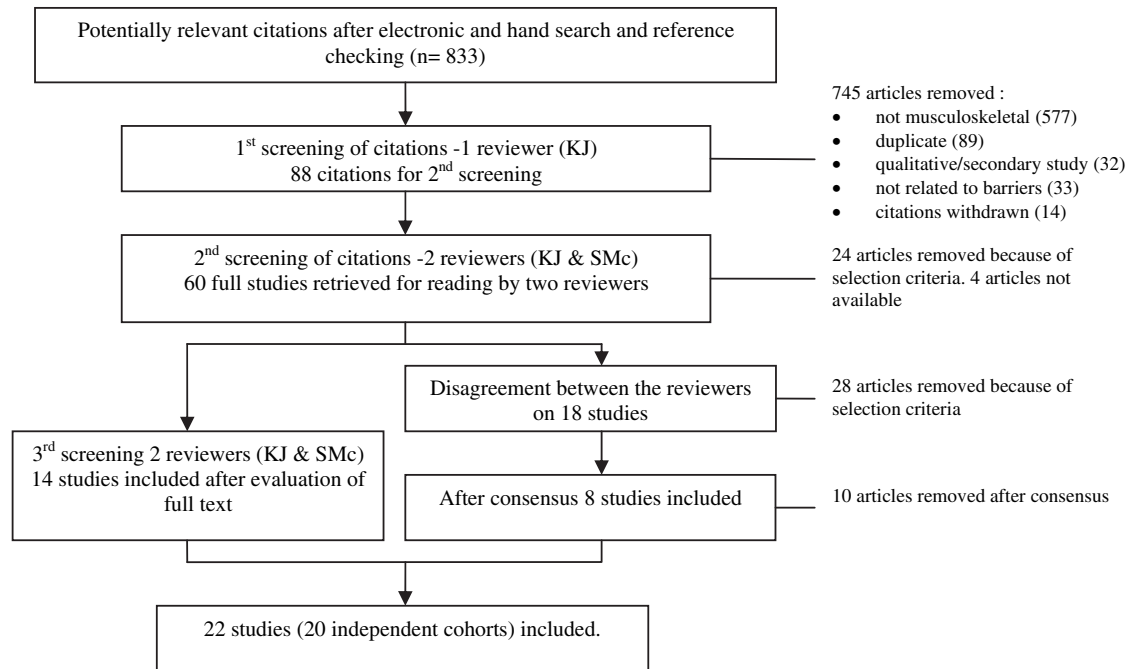 Potentially relevant citations after electronic and hand search and reference
checking (n= 833)
745 articles removed :
• not musculoskeletal (577)
• duplicate (89)
• qualitative/secondary study (32)
• not related to barriers (33)
• citations withdrawn (14)
1st screening of citations -1 reviewer (KJ)
88 citations for 2nd screening
2nd screening of citations -2 reviewers (KJ & SMc)
60 full studies retrieved for reading by two reviewers
24 articles removed because of
selection criteria. 4 articles not
available
Disagreement between the reviewers
on 18 studies
28 articles removed because of
selection criteria
3rd screening 2 reviewers (KJ & SMc)
14 studies included after evaluation of
full text
After consensus 8 studies included
10 articles removed after consensus
22 studies (20 independent cohorts) included.